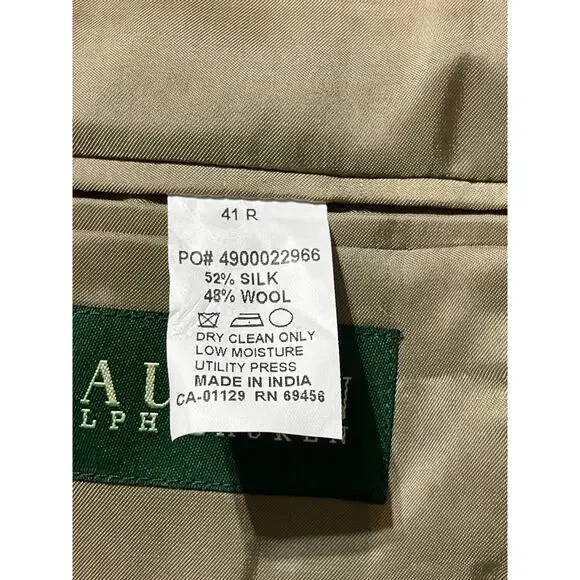 41 R
PO# 4900022966
52% SILK
48% WOOL
DRY CLEAN ONLY
LOW MOISTURE
UTILITY PRESS
MADE IN INDIA
CA-01129 RN 69456